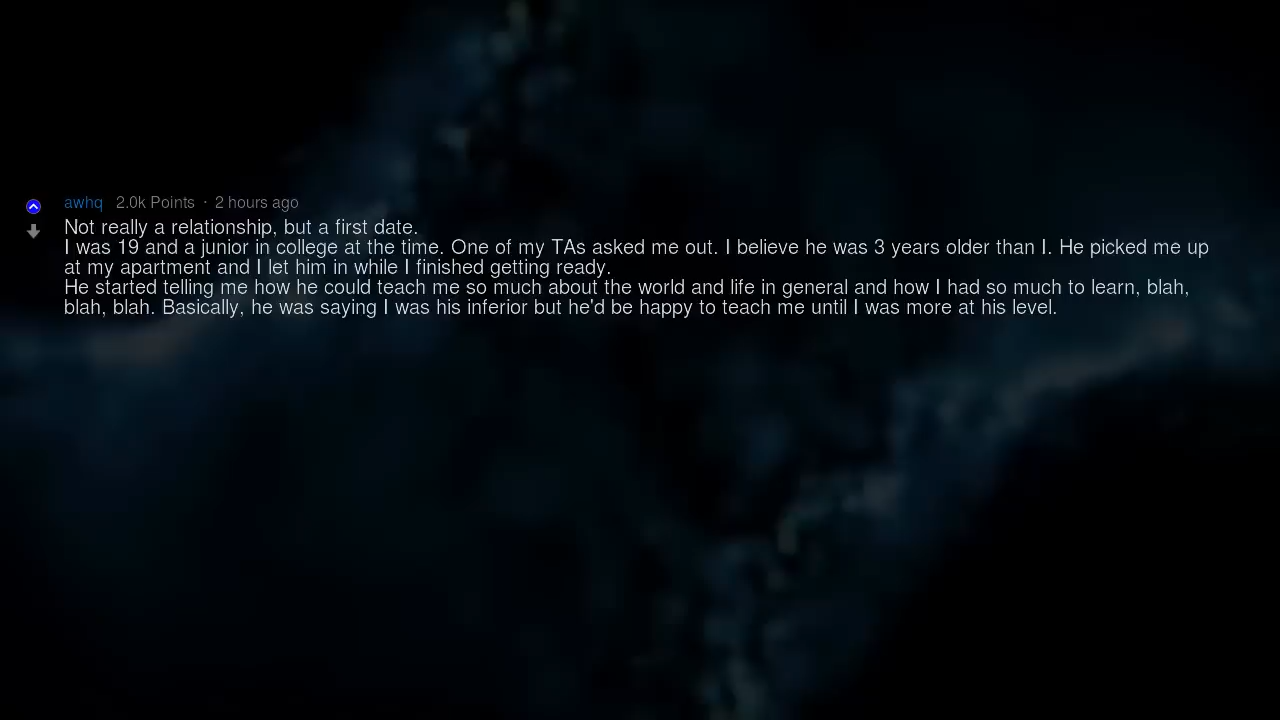 awhq 2.0k Points · 2 hours ago
Not really a relationship, but a first date.
I was 19 and a junior in college at the time. One of my TAs asked me out. I believe he was 3 years older than I. He picked me up
at my apartment and I let him in while I finished getting ready.
He started telling me how he could teach me so much about the world and life in general and how I had so much to learn, blah,
blah, blah. Basically, he was saying I was his inferior but he'd be happy to teach me until I was more at his level.